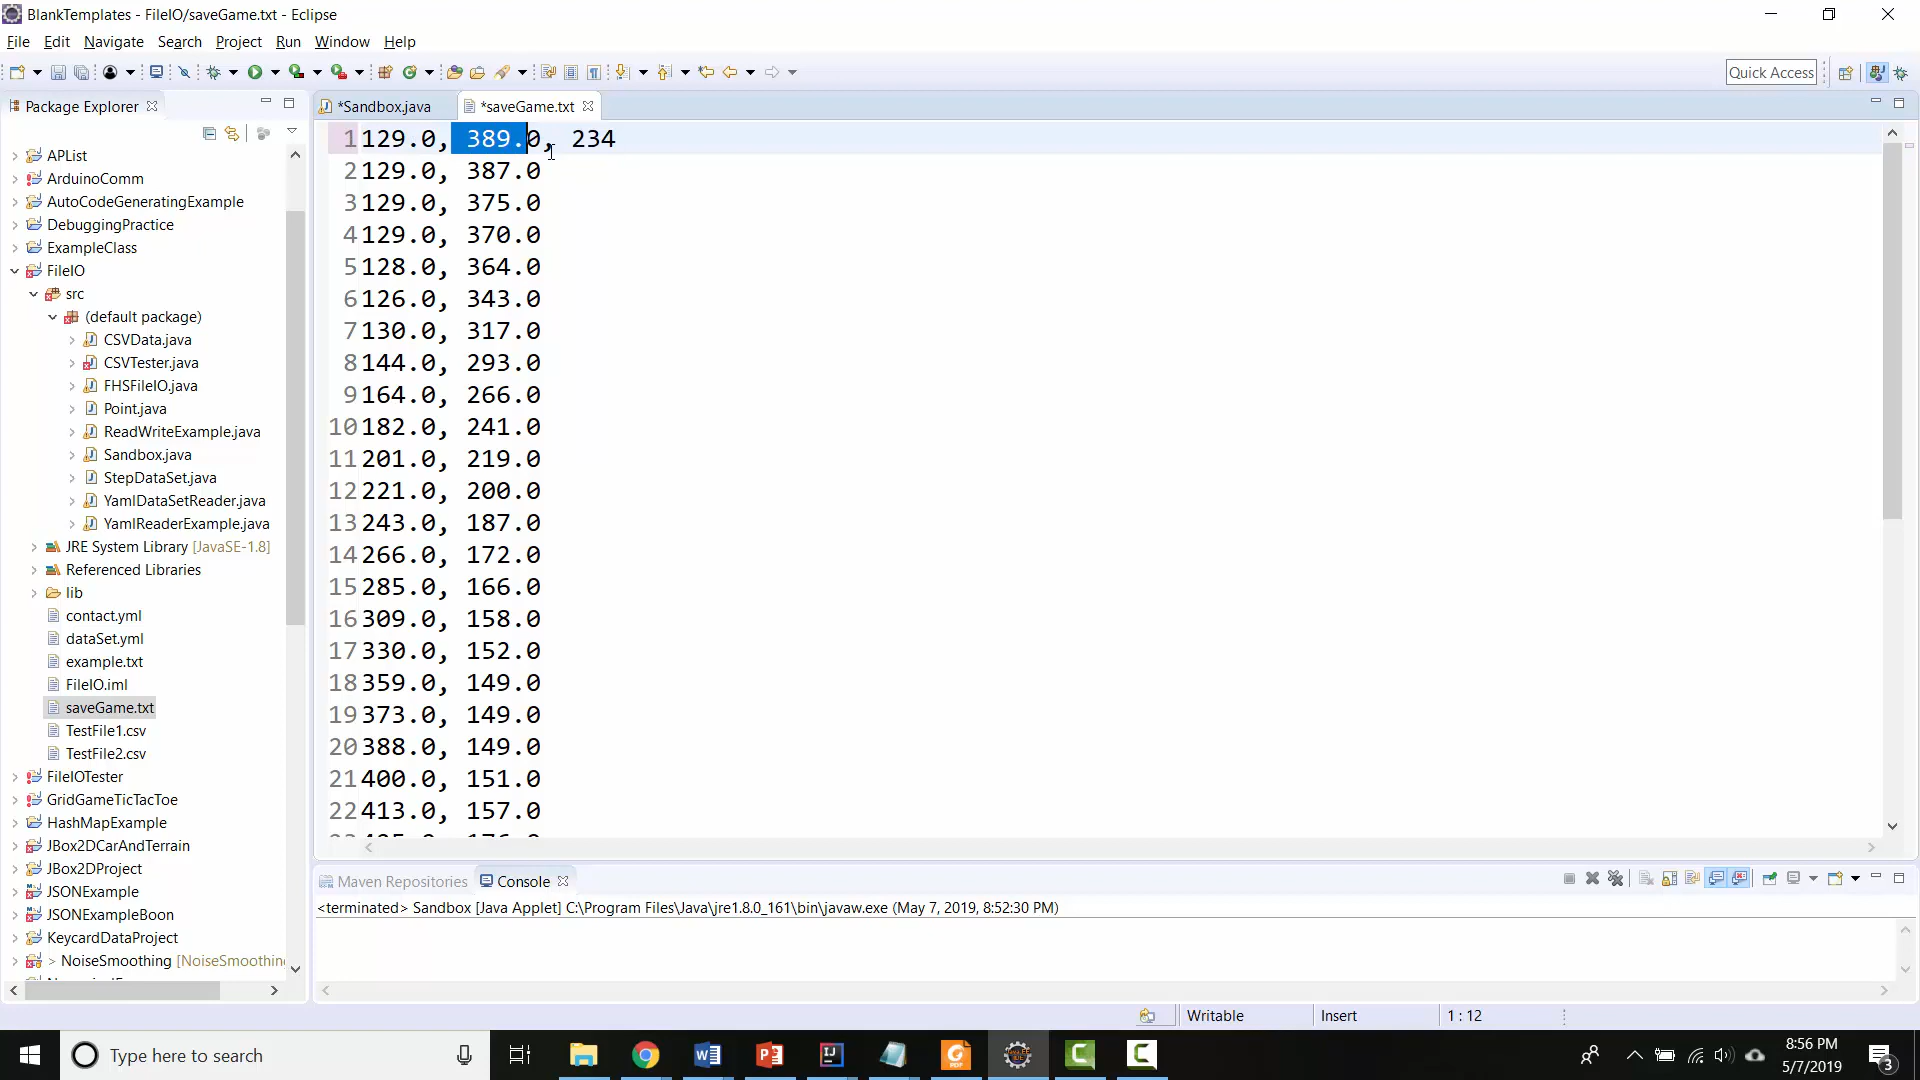 BlankTemplates - FileIO/saveGame.txt - Eclipse
File Edit Navigate Search Project Run Window Help
Quick Access
Package Explorer
*Sandbox.java
*saveGame.txt
APList
ArduinoComm
AutoCodeGeneratingExample
DebuggingPractice
ExampleClass
FileIO
src
(default package)
CSVData.java
CSVTester.java
FHSFileIO.java
Point.java
ReadWriteExample.java
Sandbox.java
StepDataSet.java
YamlDataSetReader.java
YamlReaderExample.java
JRE System Library [JavaSE-1.8]
Referenced Libraries
lib
contact.yml
dataSet.yml
example.txt
FileIO.iml
saveGame.txt
TestFile1.csv
TestFile2.csv
FileIOTester
GridGameTicTacToe
HashMapExample
JBox2DCarAndTerrain
JBox2DProject
JSONExample
JSONExampleBoon
KeycardDataProject
> NoiseSmoothing [NoiseSmoothin
1 129.0, 389.0, 234
2 129.0, 387.0
3 129.0, 375.0
4 129.0, 370.0
5 128.0, 364.0
6 126.0, 343.0
7 130.0, 317.0
8 144.0, 293.0
9 164.0, 266.0
10 182.0, 241.0
11 201.0, 219.0
12 221.0, 200.0
13 243.0, 187.0
14 266.0, 172.0
15 285.0, 166.0
16 309.0, 158.0
17 330.0, 152.0
18 359.0, 149.0
19 373.0, 149.0
20 388.0, 149.0
21 400.0, 151.0
22 413.0, 157.0
Maven Repositories
Console
<terminated> Sandbox [Java Applet] C:\Program Files\Java\jre1.8.0_161\bin\javaw.exe (May 7, 2019, 8:52:30 PM)
Writable
Insert
1 : 12
Type here to search
8:56 PM
5/7/2019
3